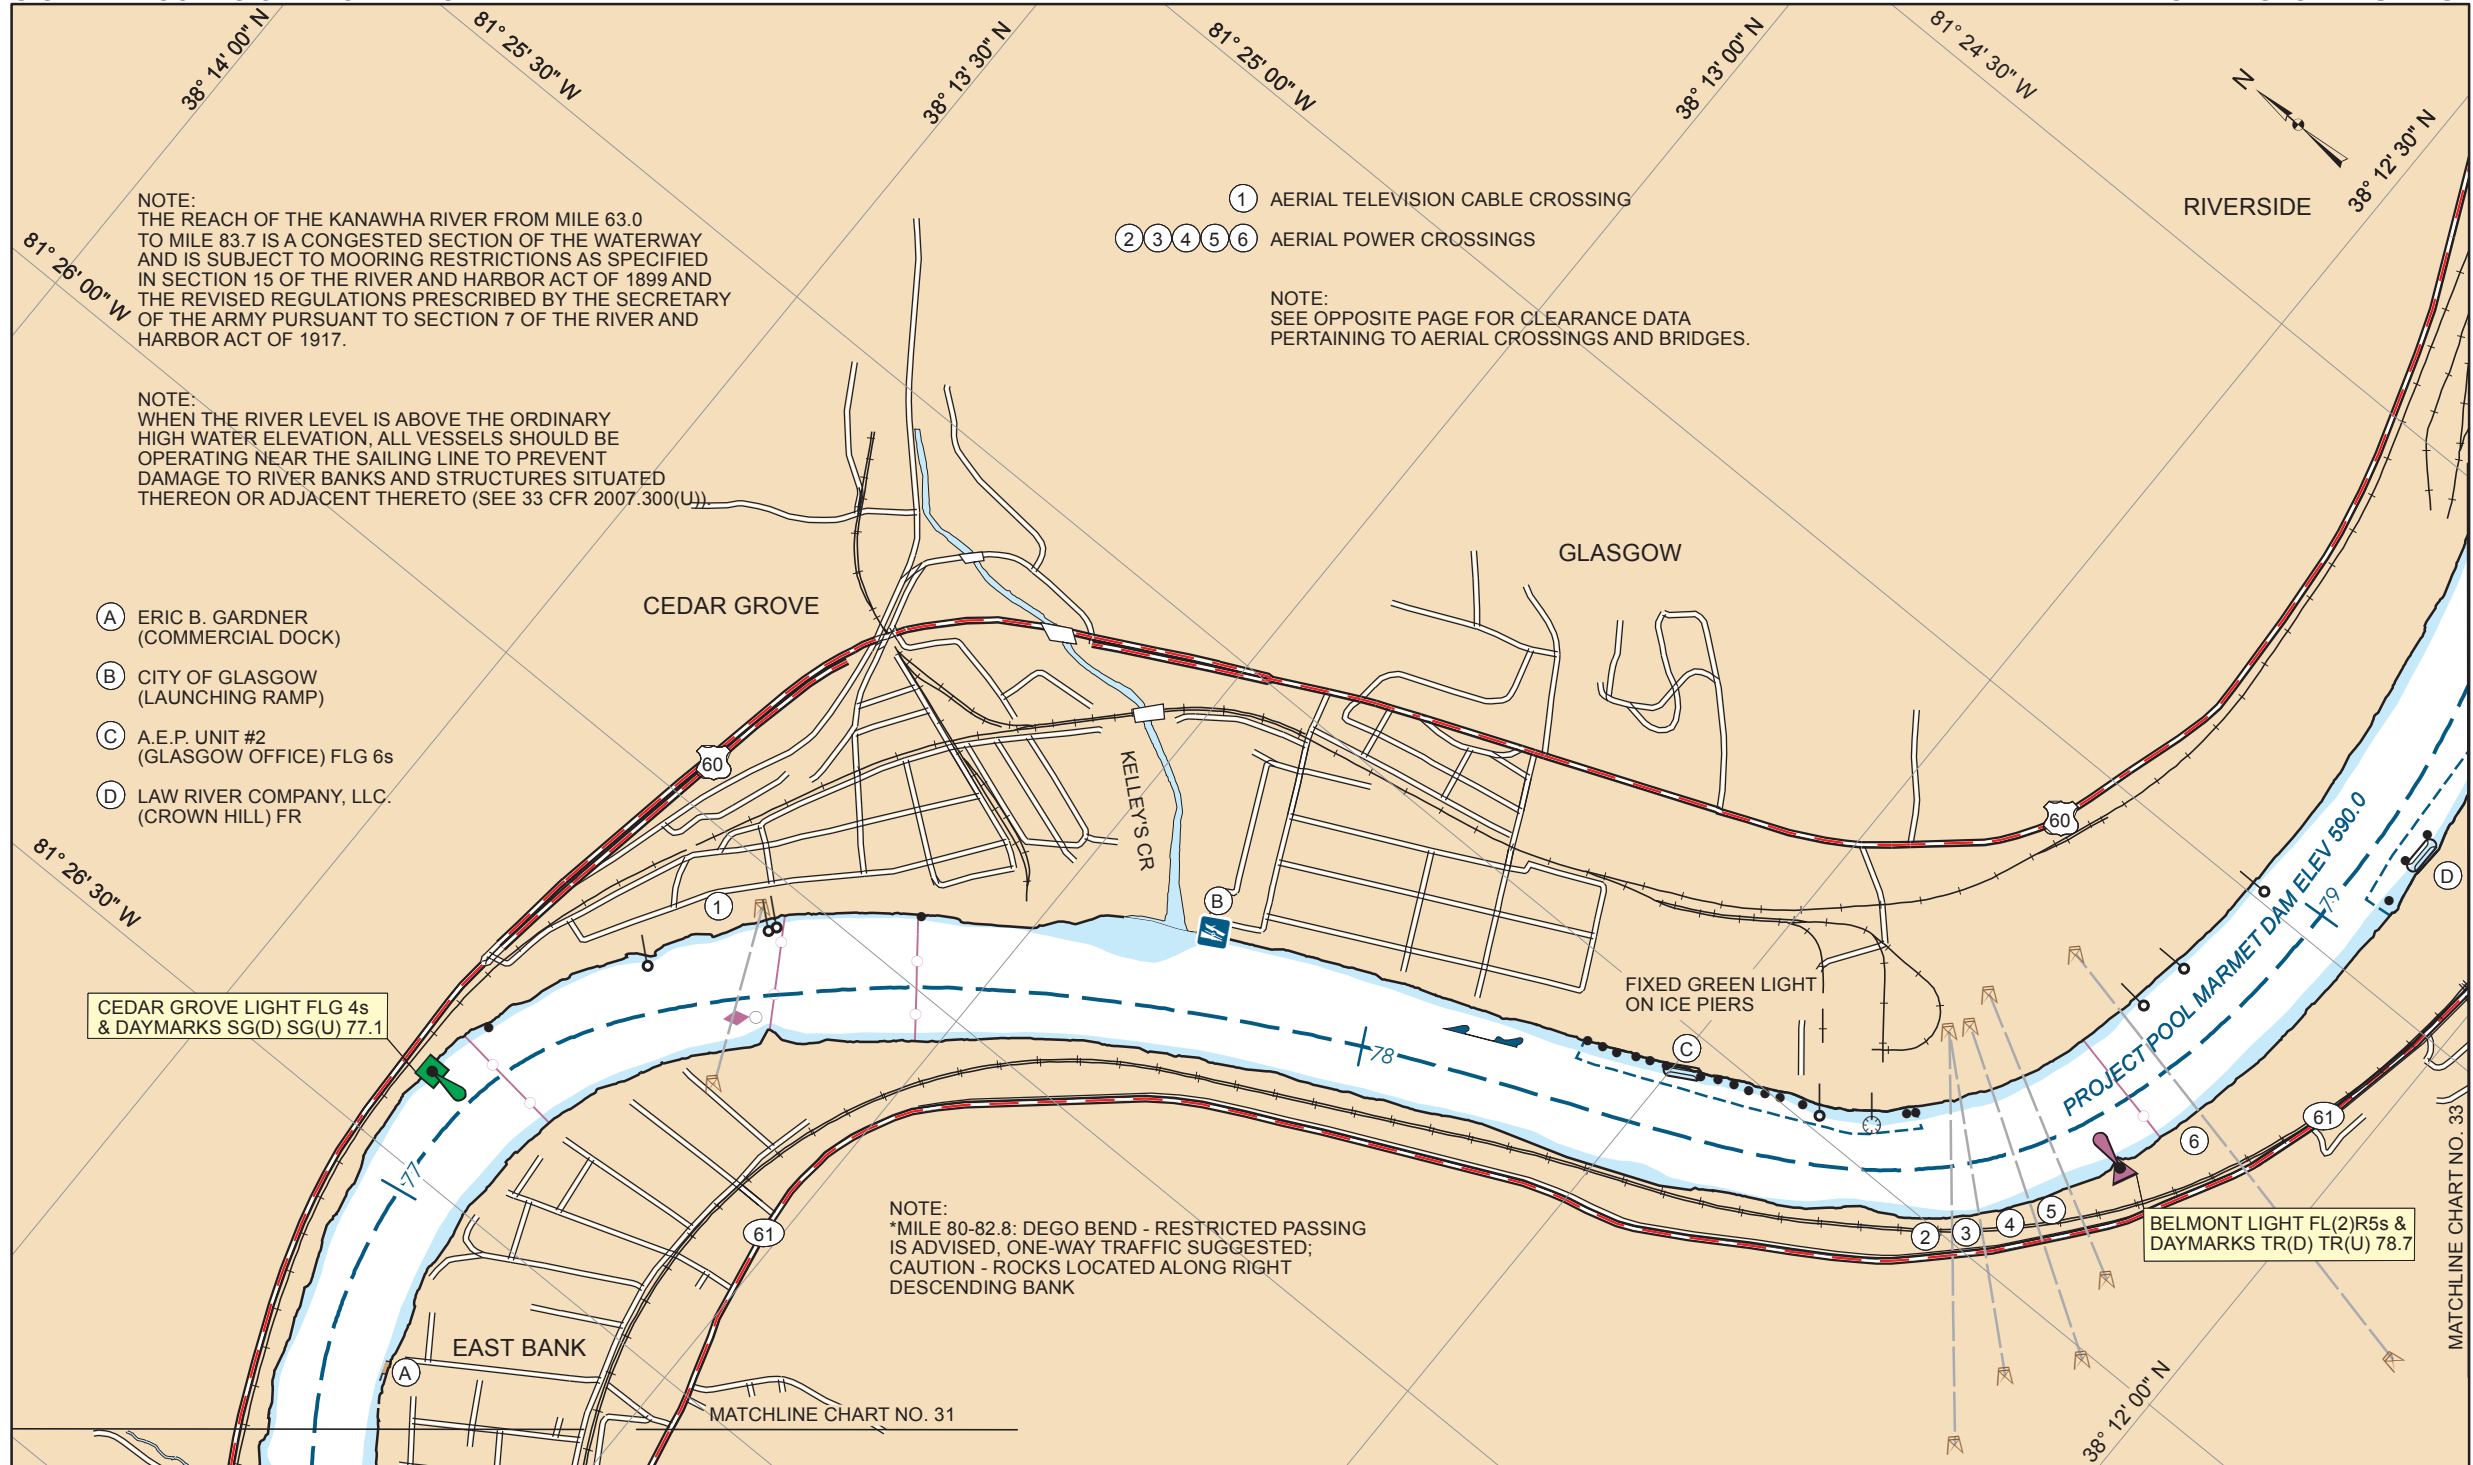 38° 14' 00" N
81° 25' 30" W
38° 13' 30" N
81° 25' 00" W
38° 13' 00" N
81° 24' 30" W
N
38° 12' 30" N
RIVERSIDE
81° 26' 00" W
NOTE:
THE REACH OF THE KANAWHA RIVER FROM MILE 63.0
TO MILE 83.7 IS A CONGESTED SECTION OF THE WATERWAY
AND IS SUBJECT TO MOORING RESTRICTIONS AS SPECIFIED
IN SECTION 15 OF THE RIVER AND HARBOR ACT OF 1899 AND
THE REVISED REGULATIONS PRESCRIBED BY THE SECRETARY
OF THE ARMY PURSUANT TO SECTION 7 OF THE RIVER AND
HARBOR ACT OF 1917.
1 AERIAL TELEVISION CABLE CROSSING
2 3 4 5 6 AERIAL POWER CROSSINGS
NOTE:
SEE OPPOSITE PAGE FOR CLEARANCE DATA
PERTAINING TO AERIAL CROSSINGS AND BRIDGES.
NOTE:
WHEN THE RIVER LEVEL IS ABOVE THE ORDINARY
HIGH WATER ELEVATION, ALL VESSELS SHOULD BE
OPERATING NEAR THE SAILING LINE TO PREVENT
DAMAGE TO RIVER BANKS AND STRUCTURES SITUATED
THEREON OR ADJACENT THERETO (SEE 33 CFR 2007.300(U)).
CEDAR GROVE
GLASGOW
A ERIC B. GARDNER
(COMMERCIAL DOCK)
B CITY OF GLASGOW
(LAUNCHING RAMP)
C A.E.P. UNIT #2
(GLASGOW OFFICE) FLG 6s
D LAW RIVER COMPANY, LLC.
(CROWN HILL) FR
60
60
KELLEY'S CR
81° 26' 30" W
1
B
D
79
PROJECT POOL MARMET DAM ELEV 590.0
CEDAR GROVE LIGHT FLG 4s
& DAYMARKS SG(D) SG(U) 77.1
FIXED GREEN LIGHT
ON ICE PIERS
C
78
77
61
61
6
5
4
3
2
NOTE:
*MILE 80-82.8: DEGO BEND - RESTRICTED PASSING
IS ADVISED, ONE-WAY TRAFFIC SUGGESTED;
CAUTION - ROCKS LOCATED ALONG RIGHT
DESCENDING BANK
BELMONT LIGHT FL(2)R5s &
DAYMARKS TR(D) TR(U) 78.7
MATCHLINE CHART NO. 33
EAST BANK
A
MATCHLINE CHART NO. 31
38° 12' 00" N